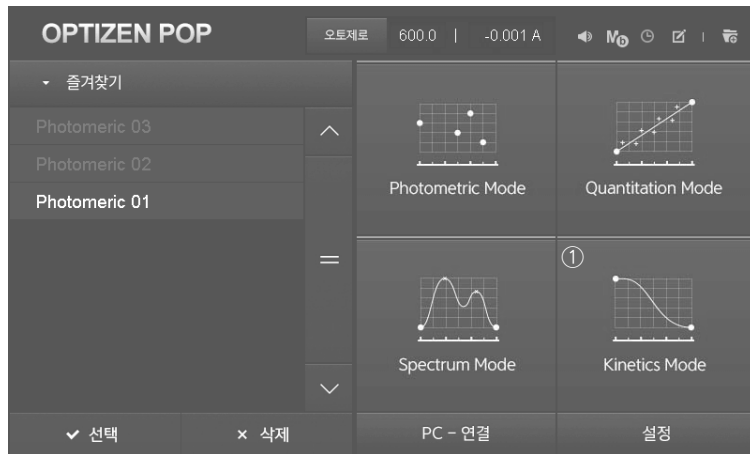 OPTIZEN POP
오토제로 600.0 | -0.001 A
즐겨찾기
Photomeric 03
Photomeric 02
Photomeric 01
Photometric Mode
Quantitation Mode
Spectrum Mode
① Kinetics Mode
선택
삭제
PC - 연결
설정